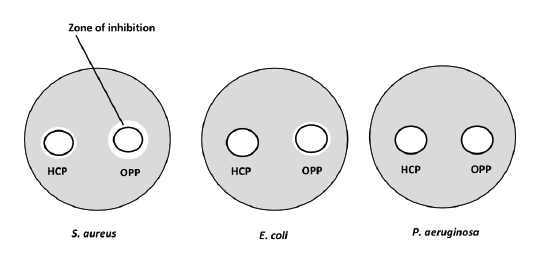 Zone of inhibition
HCP
OPP
HCP
OPP
HCP
OPP
S. aureus
E. coli
P. aeruginosa